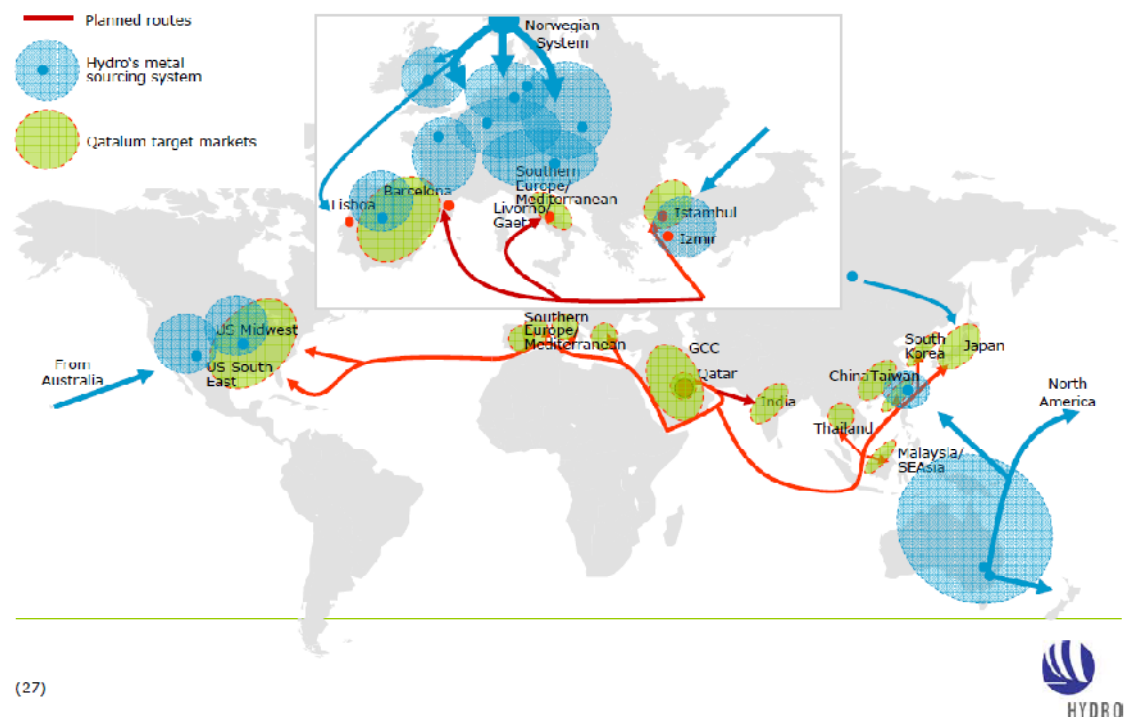 Planned routes
Hydro's metal
sourcing system
Qatalum target markets
Norwegian
System
Southern
Europe/
Mediterranean
Barcelona
Lisboa
Livorno/
Gaet
Istambul
Izmir
US Midwest
US South
East
From
Australia
Southern
Europe/
Mediterranean
GCC
Qatar
India
China
Taiwan
South
Korea
Japan
Thailand
Malaysia/
SEAsia
North
America
(27)
HYDRO